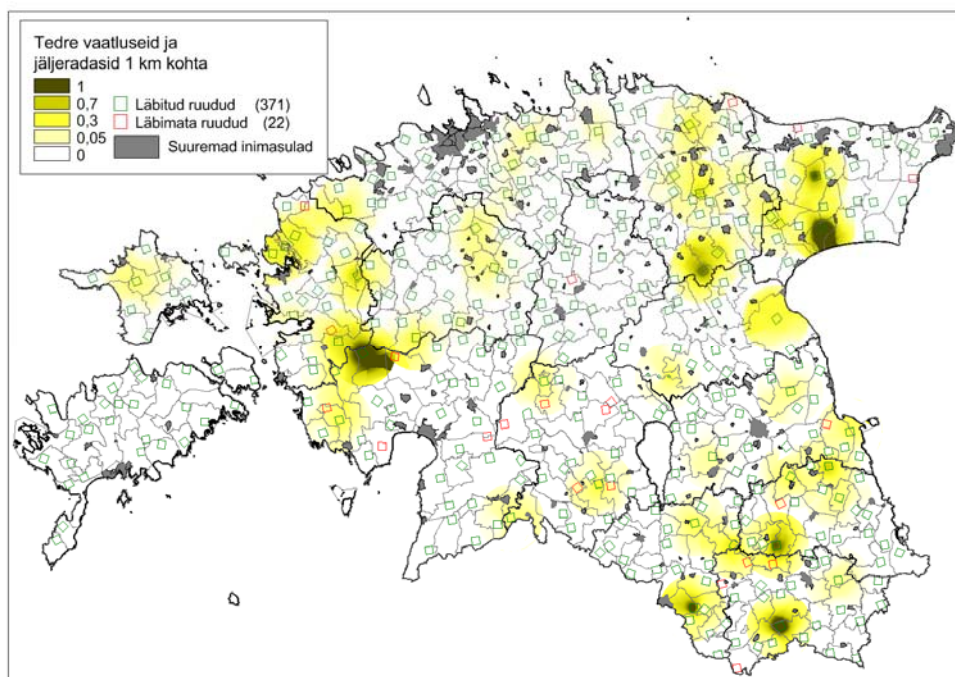 Tedre vaatluseid ja
jäljeradasid 1 km kohta
1
0,7
0,3
0,05
0
Läbitud ruudud (371)
Läbimata ruudud (22)
Suuremad inimasulad